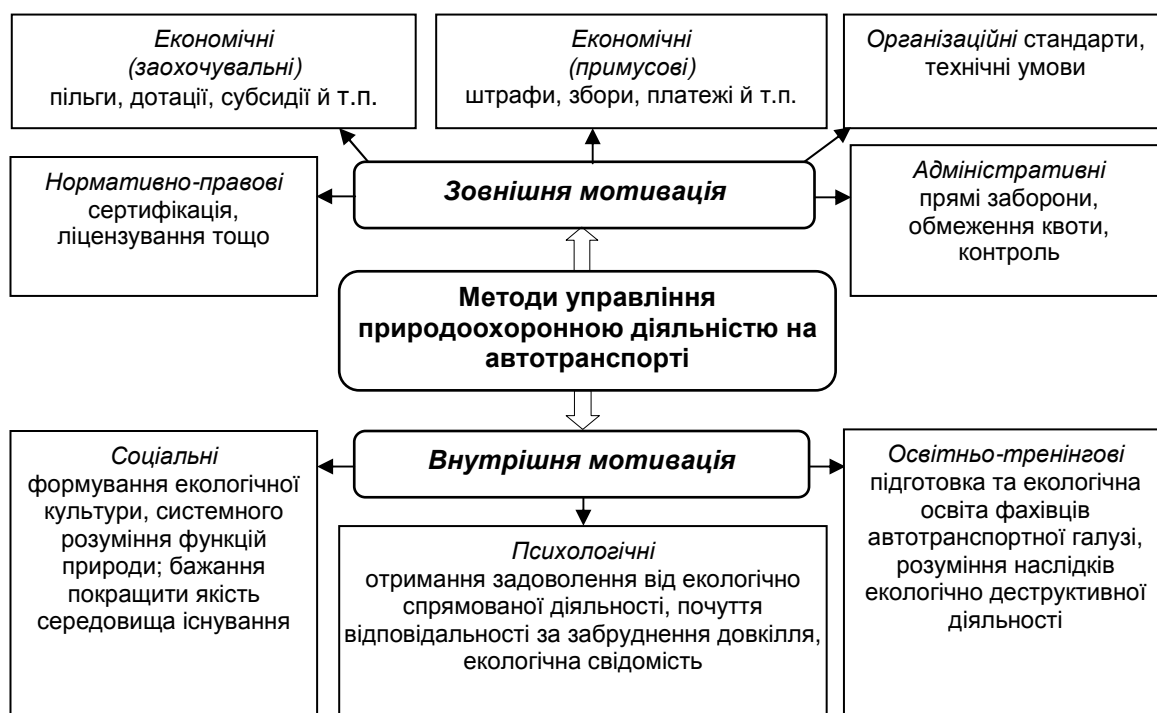 Економічні
(заохочувальні)
пільги, дотації, субсидії й т.п.
Економічні
(примусові)
штрафи, збори, платежі й т.п.
Організаційні стандарти,
технічні умови
Нормативно-правові
сертифікація,
ліцензування тощо
Зовнішня мотивація
Адміністративні
прямі заборони,
обмеження квоти,
контроль
Методи управління
природоохоронною діяльністю на
автотранспорті
Соціальні
формування екологічної
культури, системного
розуміння функцій
природи; бажання
покращити якість
середовища існування
Внутрішня мотивація
Психологічні
отримання задоволення від екологічно
спрямованої діяльності, почуття
відповідальності за забруднення довкілля,
екологічна свідомість
Освітньо-тренінгові
підготовка та екологічна
освіта фахівців
автотранспортної галузі,
розуміння наслідків
екологічно деструктивної
діяльності